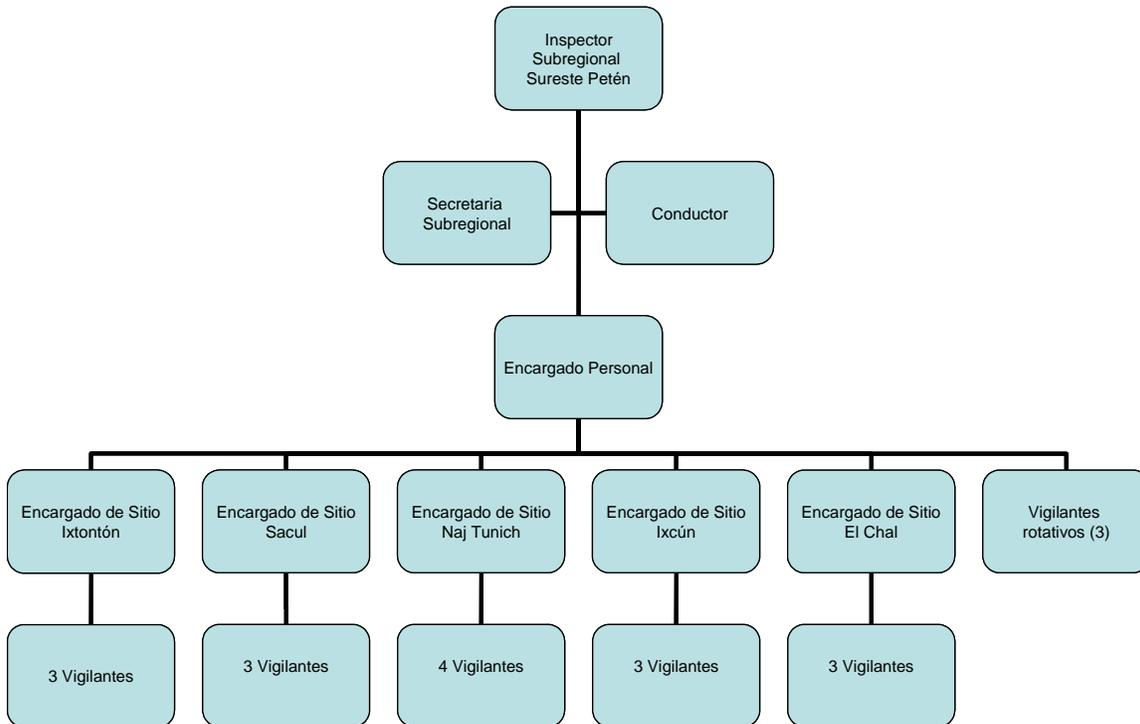 Inspector
Subregional
Sureste Petén
Secretaria
Subregional
Conductor
Encargado Personal
Encargado de Sitio
Ixtontón
Encargado de Sitio
Sacul
Encargado de Sitio
Naj Tunich
Encargado de Sitio
Ixcún
Encargado de Sitio
El Chal
Vigilantes
rotativos (3)
3 Vigilantes
3 Vigilantes
4 Vigilantes
3 Vigilantes
3 Vigilantes